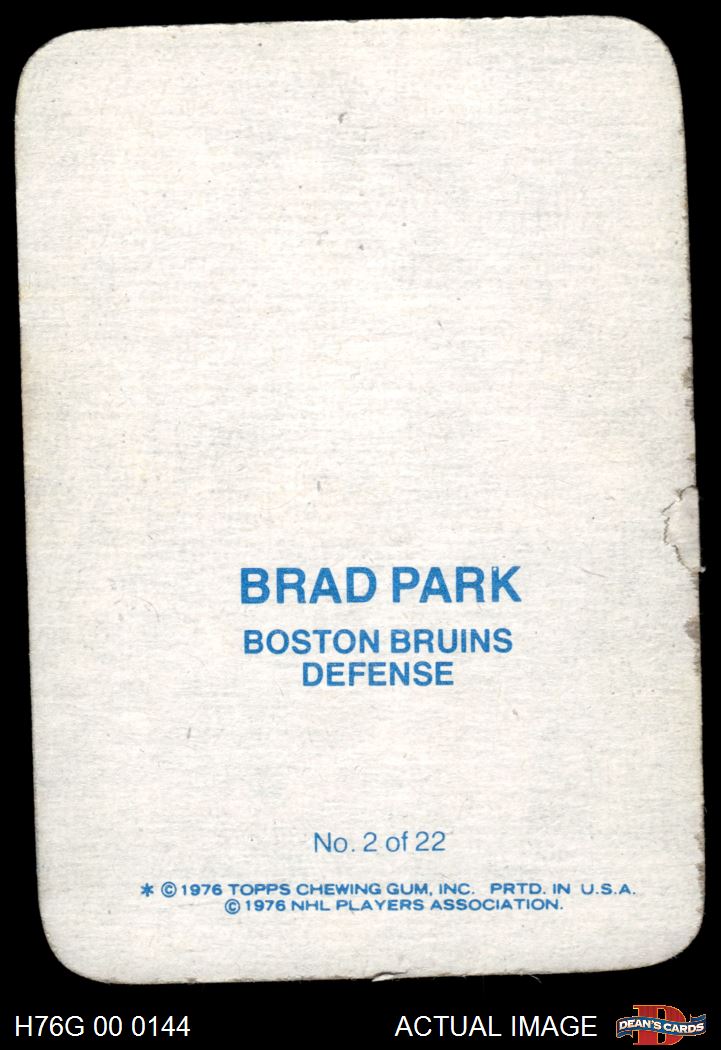 BRAD PARK
BOSTON BRUINS
DEFENSE
No. 2 of 22
* © 1976 TOPPS CHEWING GUM, INC. PRTD. IN U.S.A.
© 1976 NHL PLAYERS ASSOCIATION.
H76G 00 0144
ACTUAL IMAGE
D
DEAN'S CARDS